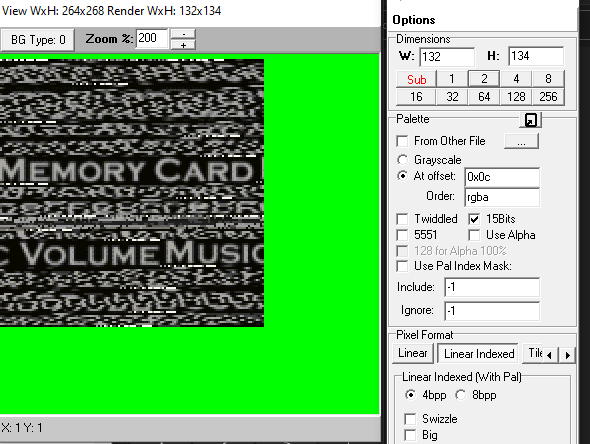 View WxH: 264x268 Render WxH: 132x134
BG Type: 0
Zoom %:
200
-
+
MEMORY CARD
C VOLUME MUSIC
X: 1 Y: 1
Options
Dimensions
W: 132 H: 134
Sub 1 2 4 8
16 32 64 128 256
Palette
From Other File ...
Grayscale
At offset: 0x0c
Order: rgba
Twiddled 15Bits
5551 Use Alpha
128 for Alpha 100%
Use Pal Index Mask:
Include: -1
Ignore: -1
Pixel Format
Linear Linear Indexed Tile
Linear Indexed (With Pal)
4bpp 8bpp
Swizzle
Big